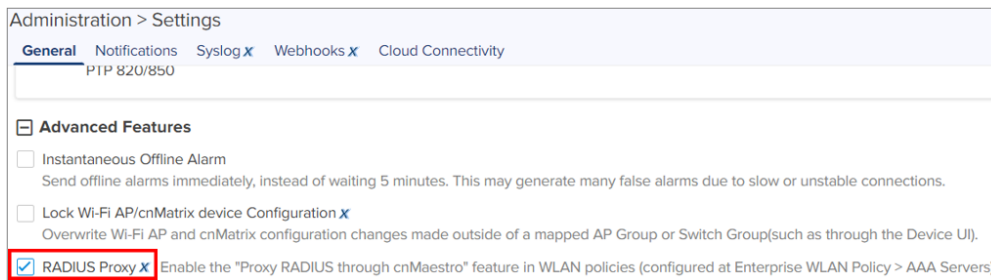 Administration > Settings
General Notifications Syslog X Webhooks X Cloud Connectivity
PTP 820/850
Advanced Features
Instantaneous Offline Alarm
Send offline alarms immediately, instead of waiting 5 minutes. This may generate many false alarms due to slow or unstable connections.
Lock Wi-Fi AP/cnMatrix device Configuration X
Overwrite Wi-Fi AP and cnMatrix configuration changes made outside of a mapped AP Group or Switch Group(such as through the Device UI).
RADIUS Proxy X Enable the "Proxy RADIUS through cnMaestro" feature in WLAN policies (configured at Enterprise WLAN Policy > AAA Servers